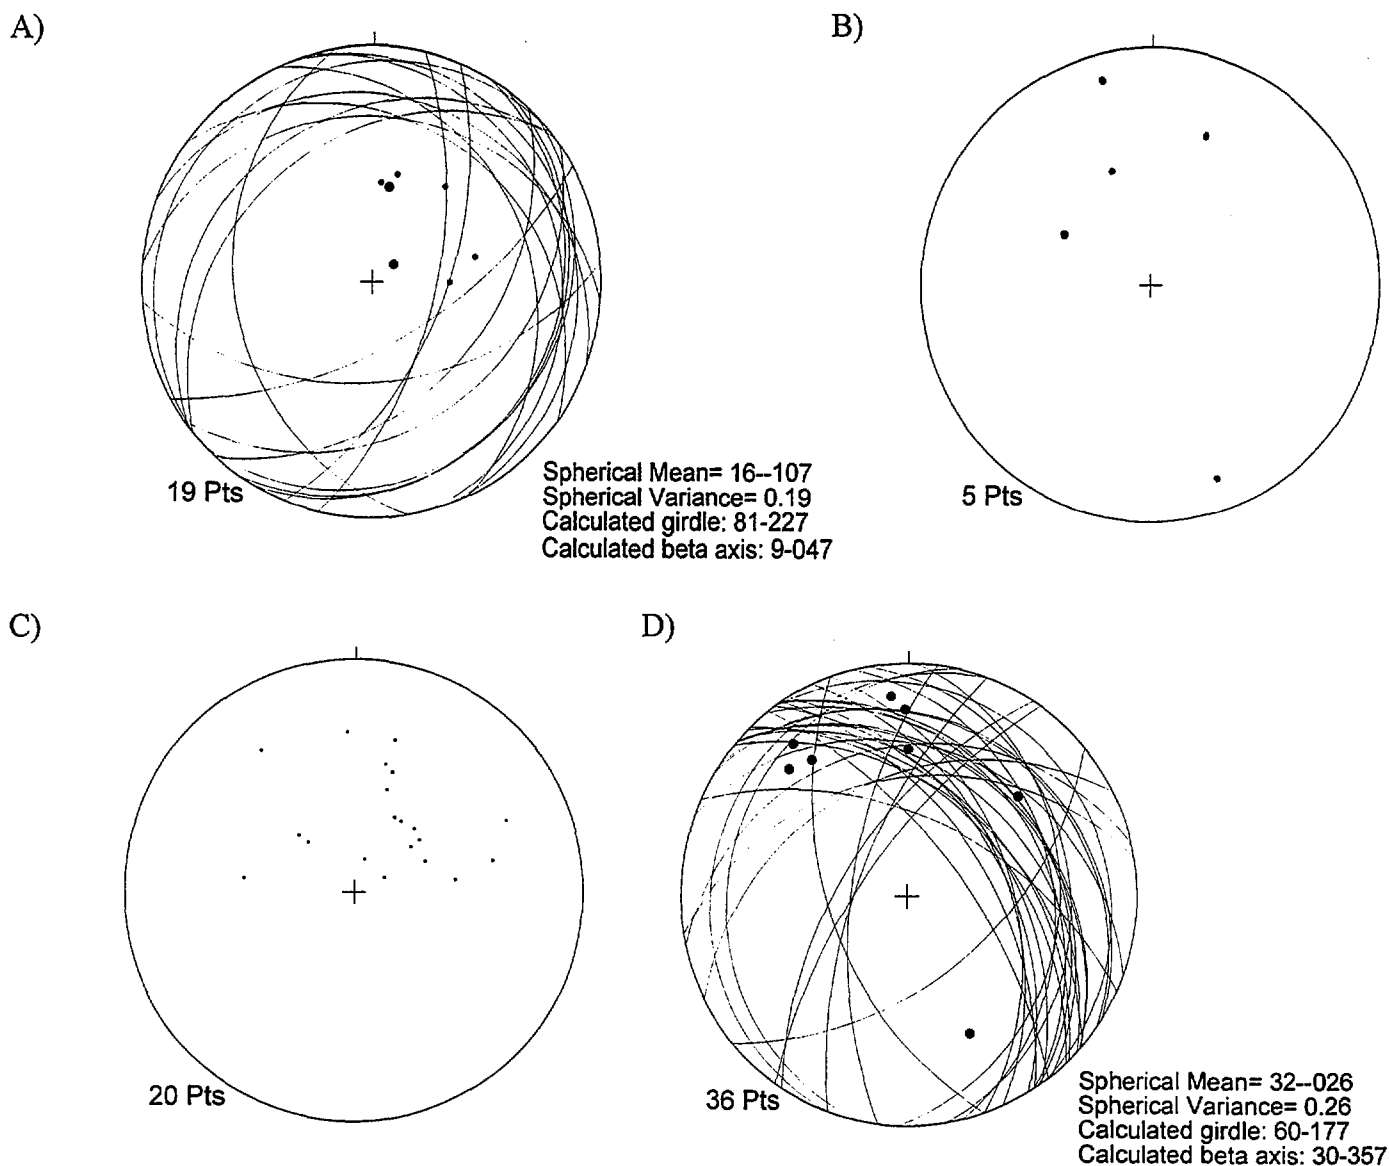 A)
B)
19 Pts
Spherical Mean= 16--107
Spherical Variance= 0.19
Calculated girdle: 81-227
Calculated beta axis: 9-047
5 Pts
C)
D)
20 Pts
36 Pts
Spherical Mean= 32--026
Spherical Variance= 0.26
Calculated girdle: 60-177
Calculated beta axis: 30-357